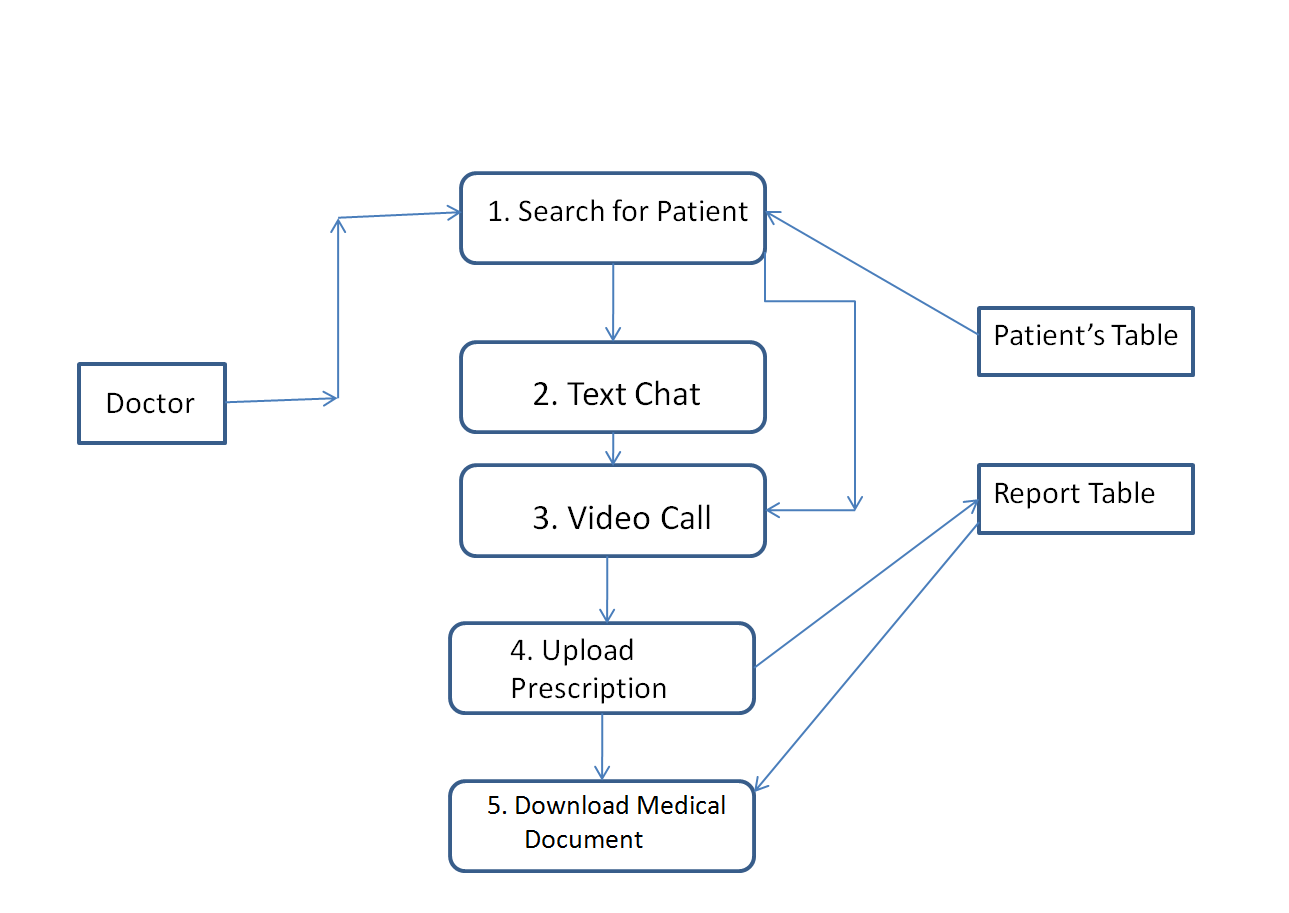 1. Search for Patient
Patient’s Table
2. Text Chat
Doctor
3. Video Call
Report Table
4. Upload
Prescription
5. Download Medical
Document